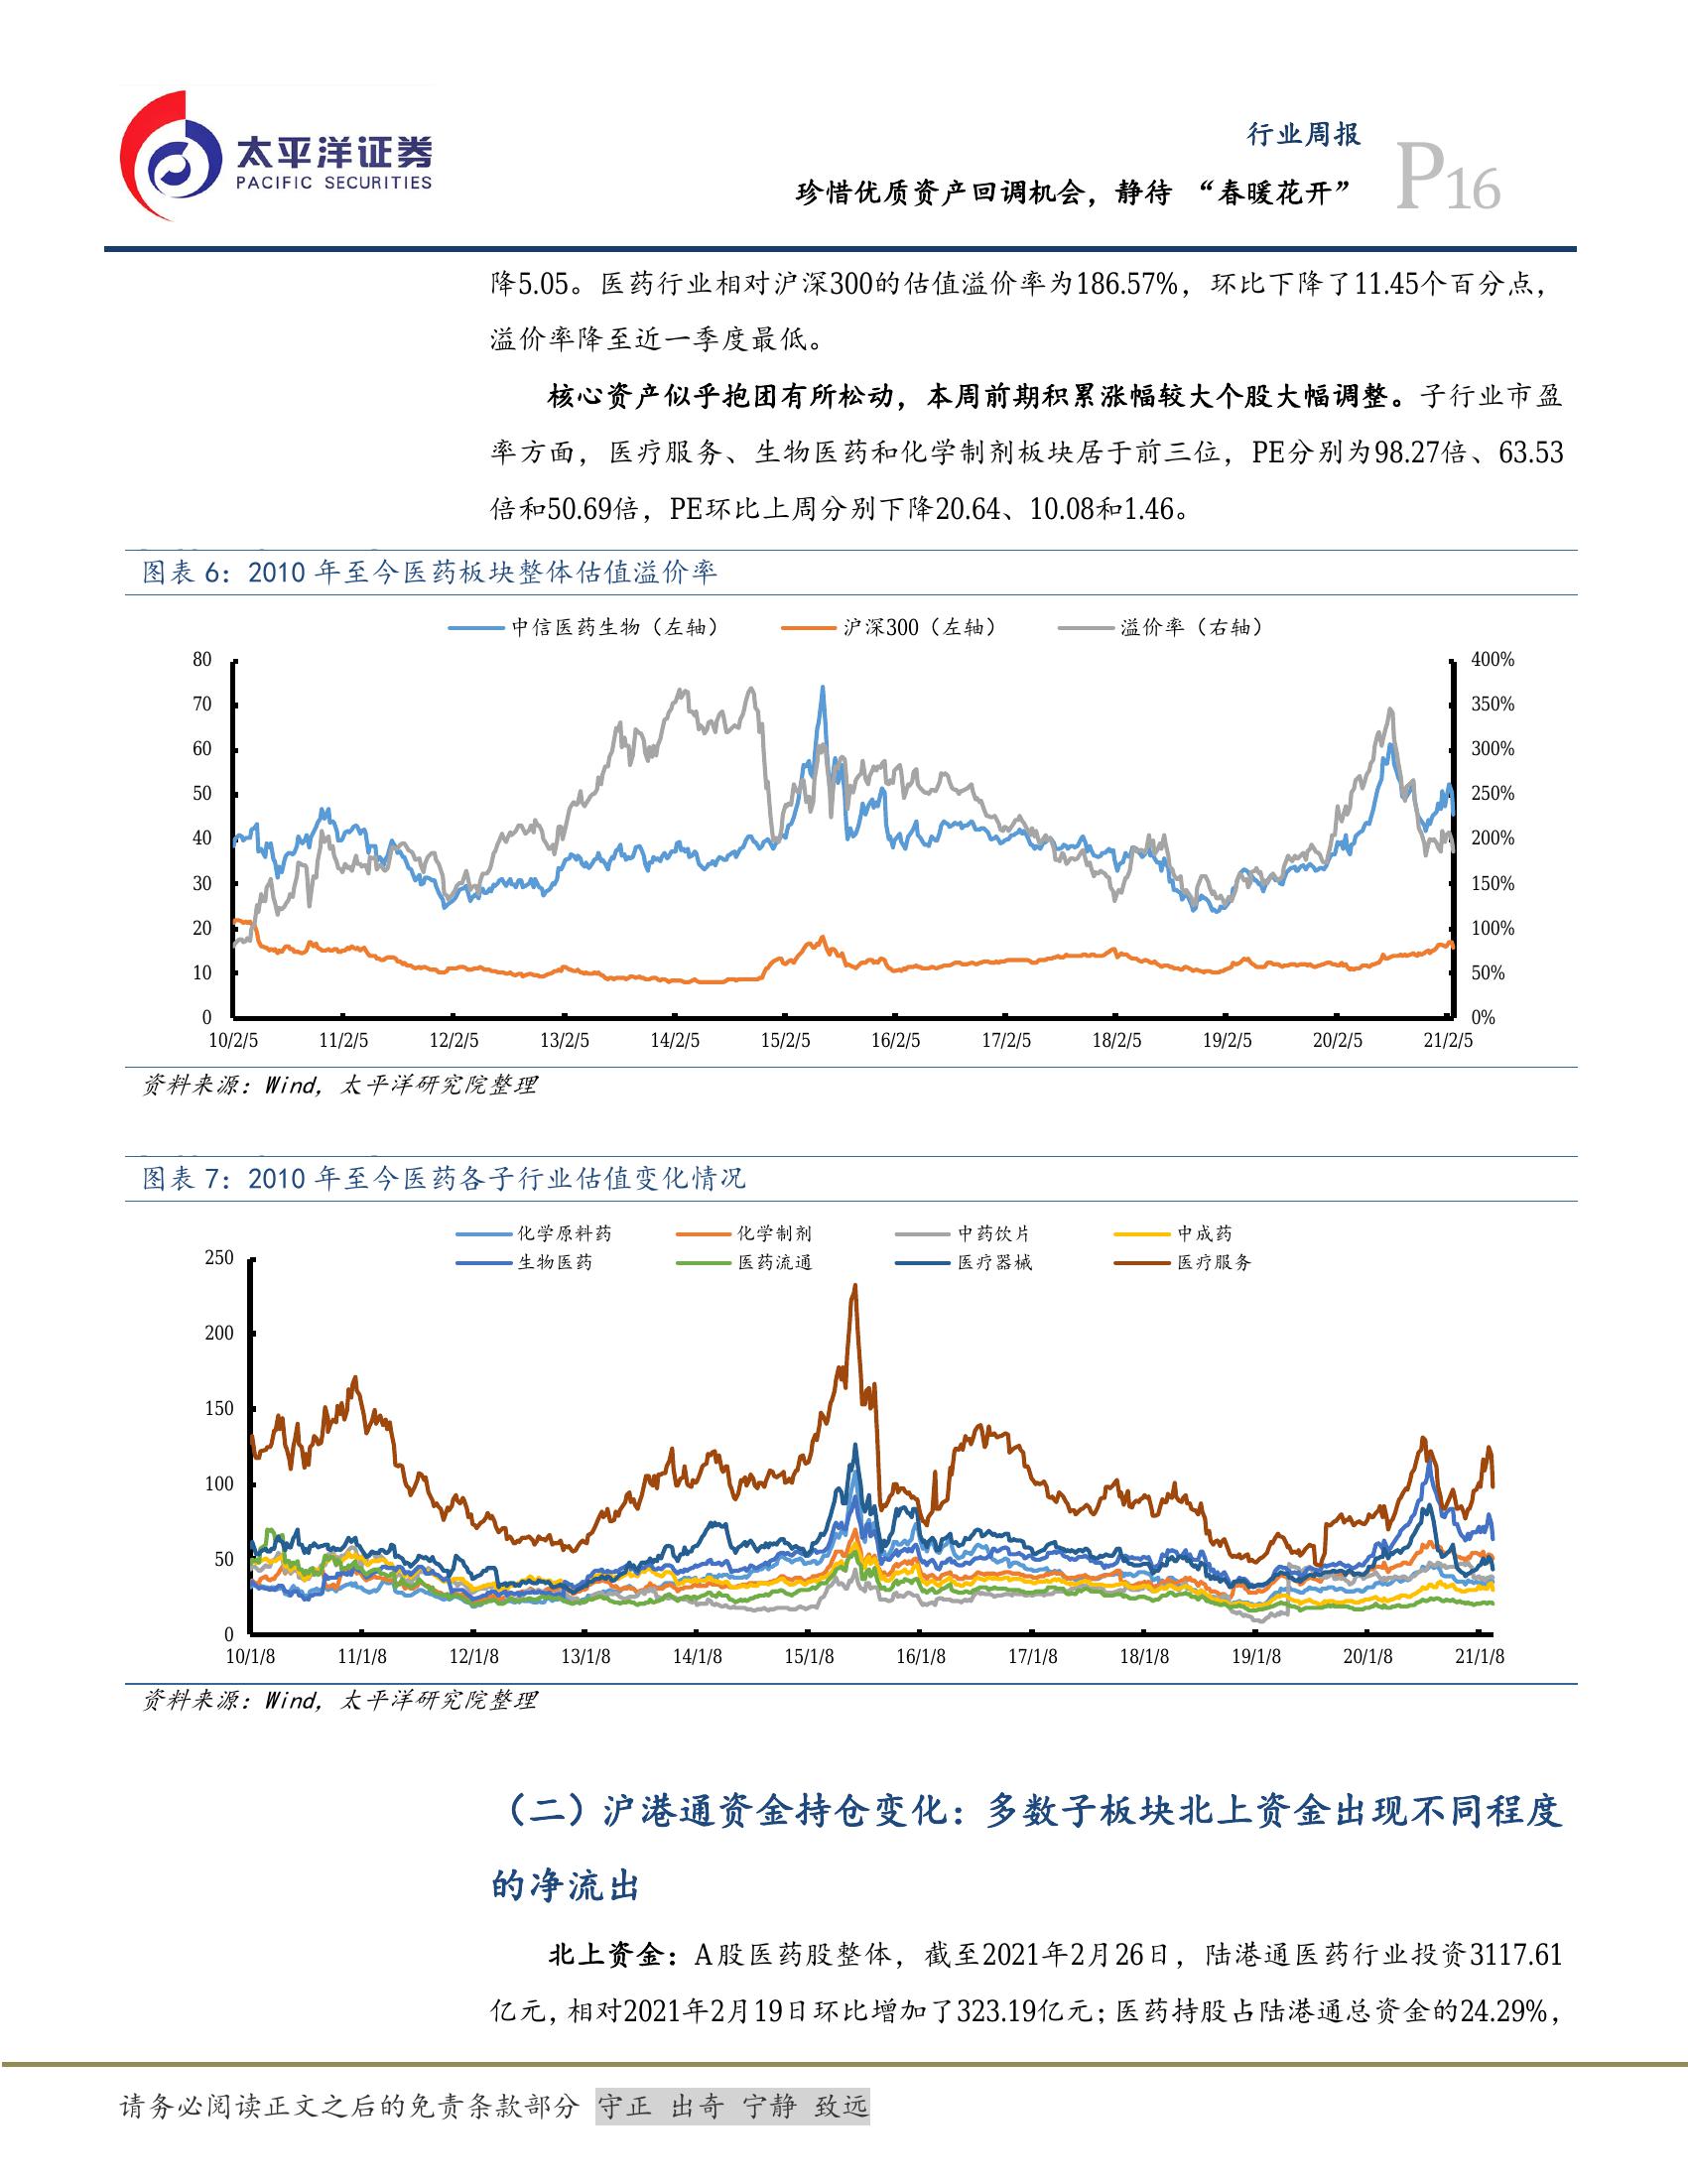 太平洋证券
PACIFIC SECURITIES
行业周报
珍惜优质资产回调机会，静待 “春暖花开”
P16
降5.05。医药行业相对沪深300的估值溢价率为186.57%，环比下降了11.45个百分点，
溢价率降至近一季度最低。
核心资产似乎抱团有所松动，本周前期积累涨幅较大个股大幅调整。子行业市盈
率方面，医疗服务、生物医药和化学制剂板块居于前三位，PE分别为98.27倍、63.53
倍和50.69倍，PE环比上周分别下降20.64、10.08和1.46。
图表 6：2010 年至今医药板块整体估值溢价率
中信医药生物（左轴） 沪深300（左轴） 溢价率（右轴）
80 400%
70 350%
60 300%
50 250%
40 200%
30 150%
20 100%
10 50%
0 0%
10/2/5 11/2/5 12/2/5 13/2/5 14/2/5 15/2/5 16/2/5 17/2/5 18/2/5 19/2/5 20/2/5 21/2/5
资料来源：Wind，太平洋研究院整理
图表 7：2010 年至今医药各子行业估值变化情况
化学原料药 化学制剂 中药饮片 中成药
生物医药 医药流通 医疗器械 医疗服务
250
200
150
100
50
0
10/1/8 11/1/8 12/1/8 13/1/8 14/1/8 15/1/8 16/1/8 17/1/8 18/1/8 19/1/8 20/1/8 21/1/8
资料来源：Wind，太平洋研究院整理
（二）沪港通资金持仓变化：多数子板块北上资金出现不同程度
的净流出
北上资金：A股医药股整体，截至2021年2月26日，陆港通医药行业投资3117.61
亿元，相对2021年2月19日环比增加了323.19亿元；医药持股占陆港通总资金的24.29%，
请务必阅读正文之后的免责条款部分 守正 出奇 宁静 致远